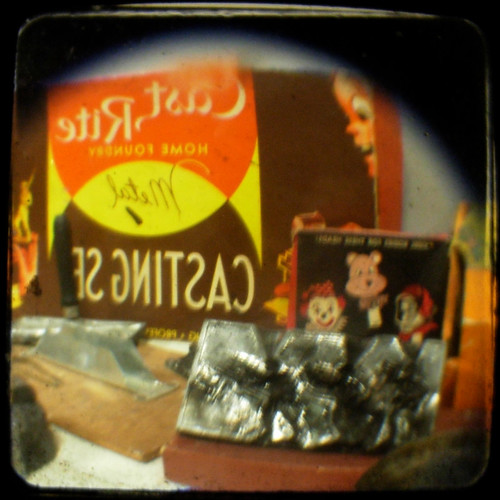 Cast
Rite
HOME FOUNDRY
Metal
CASTING SE